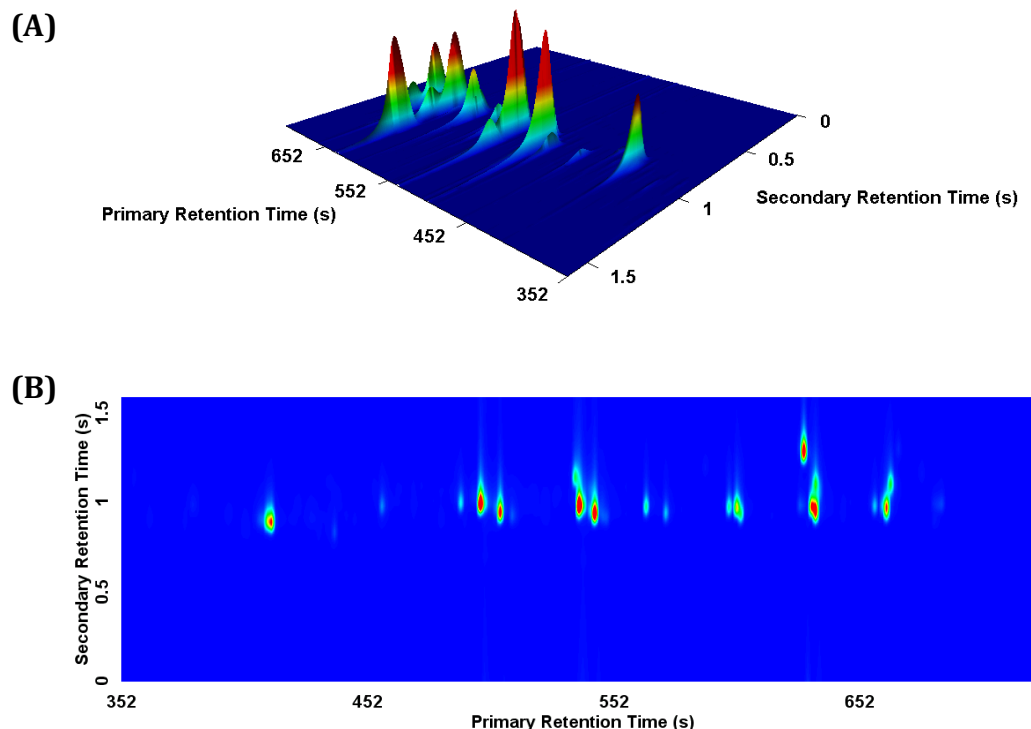 (A)
0
0.5
652
Secondary Retention Time (s)
552
1
Primary Retention Time (s)
452
1.5
352
(B)
1.5
1
0.5
0
Secondary Retention Time (s)
352
452
552
652
Primary Retention Time (s)